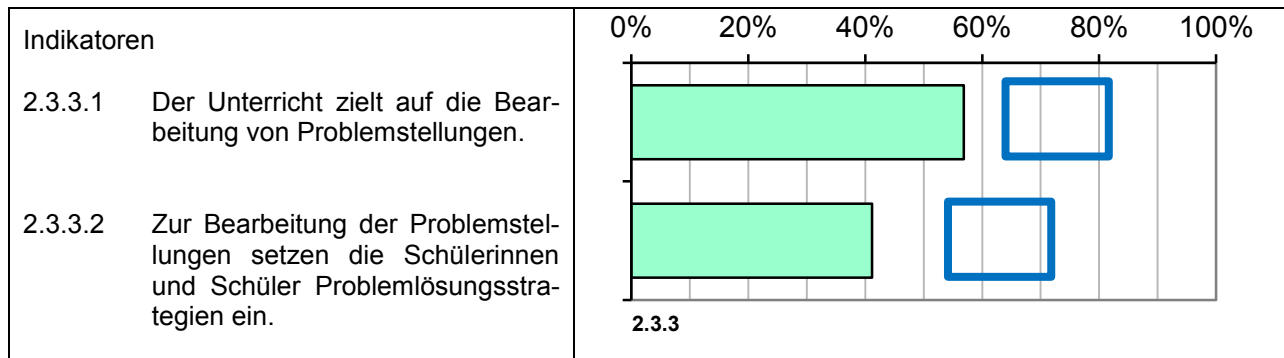 Indikatoren
2.3.3.1 Der Unterricht zielt auf die Bear-
beitung von Problemstellungen.
2.3.3.2 Zur Bearbeitung der Problemstel-
lungen setzen die Schülerinnen
und Schüler Problemlösungsstra-
tegien ein.
0% 20% 40% 60% 80% 100%
2.3.3